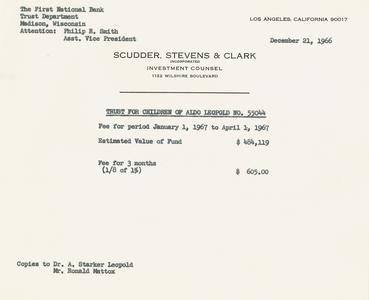 The First National Bank
Trust Department
Madison, Wisconsin
Attention: Philip R. Smith
Asst. Vice President
LOS ANGELES, CALIFORNIA 90017
December 21, 1966
SCUDDER, STEVENS & CLARK
INCORPORATED
INVESTMENT COUNSEL
1122 WILSHIRE BOULEVARD
TRUST FOR CHILDREN OF ALDO LEOPOLD NO. 55044
Fee for period January 1, 1967 to April 1, 1967
Estimated Value of Fund $ 484,119
Fee for 3 months
(1/8 of 1%) $ 605.00
Copies to Dr. A. Starker Leopold
Mr. Ronald Mattox